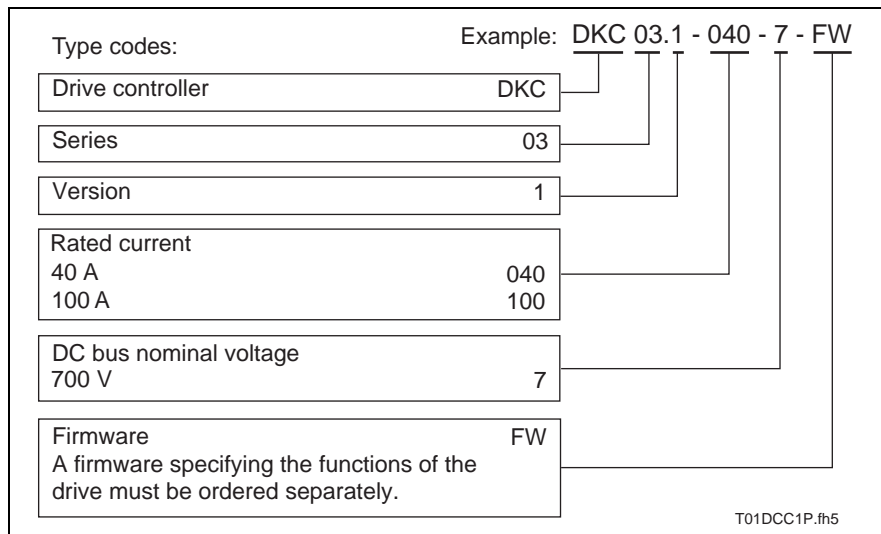 Type codes:
Example: DKC 03.1 - 040 - 7 - FW
Drive controller DKC
Series 03
Version 1
Rated current
40 A 040
100 A 100
DC bus nominal voltage
700 V 7
Firmware FW
A firmware specifying the functions of the
drive must be ordered separately.
T01DCC1P.fh5